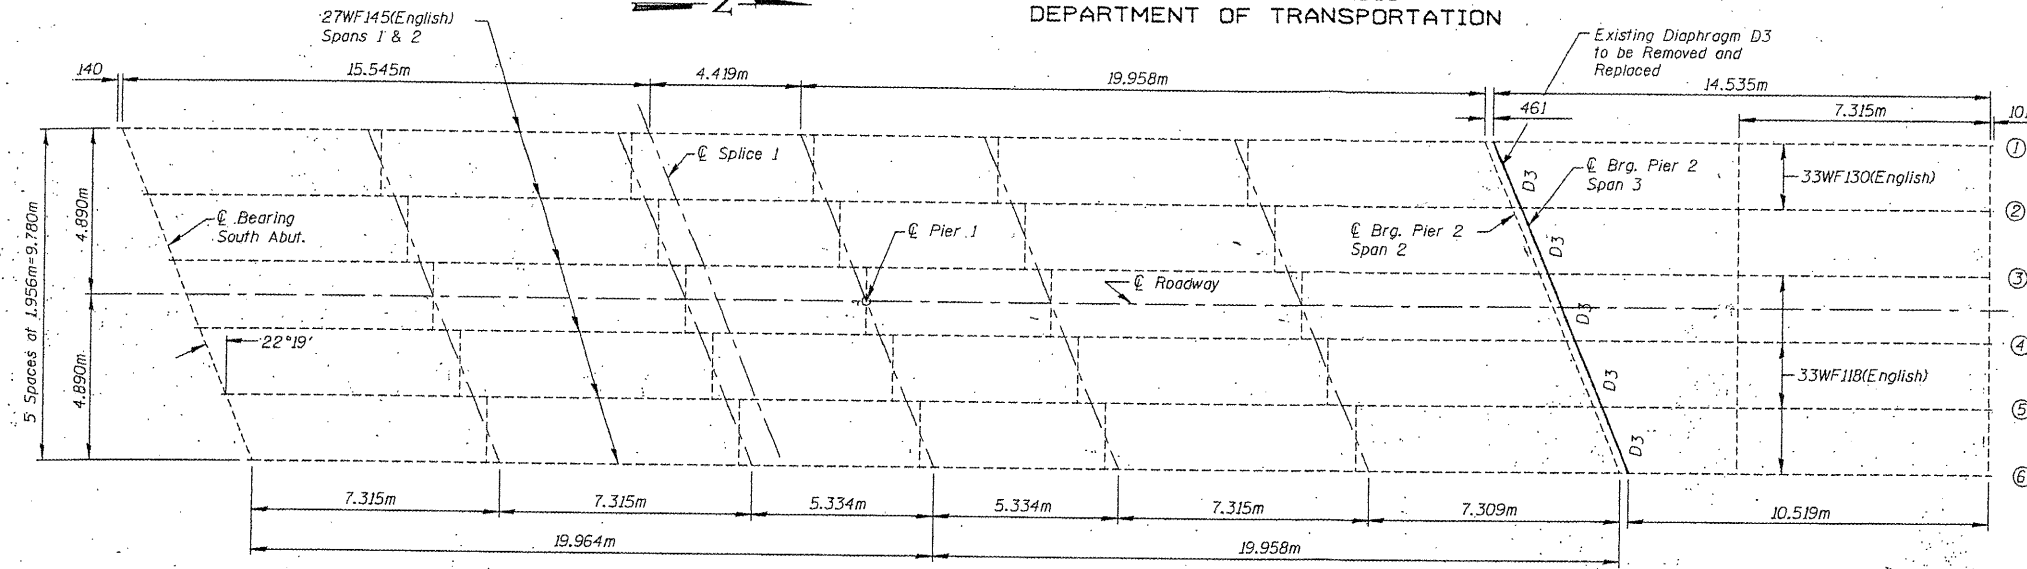 Z
DEPARTMENT OF TRANSPORTATION
27WF145(English)
Spans 1 & 2
Existing Diaphragm D3
to be Removed and
Replaced
140
15.545m
4.419m
19.958m
14.535m
461
7.315m
5 Spaces at 1.956m=9.780m
4.890m
4.890m
℄ Splice 1
℄ Brg. Pier 2
Span 3
33WF130(English)
℄ Bearing
South Abut.
℄ Pier 1
℄ Brg. Pier 2
Span 2
℄ Roadway
22°19'
33WF118(English)
D3
D3
D3
D3
D3
1
2
3
4
5
6
7.315m
7.315m
5.334m
5.334m
7.315m
7.309m
10.519m
19.964m
19.958m